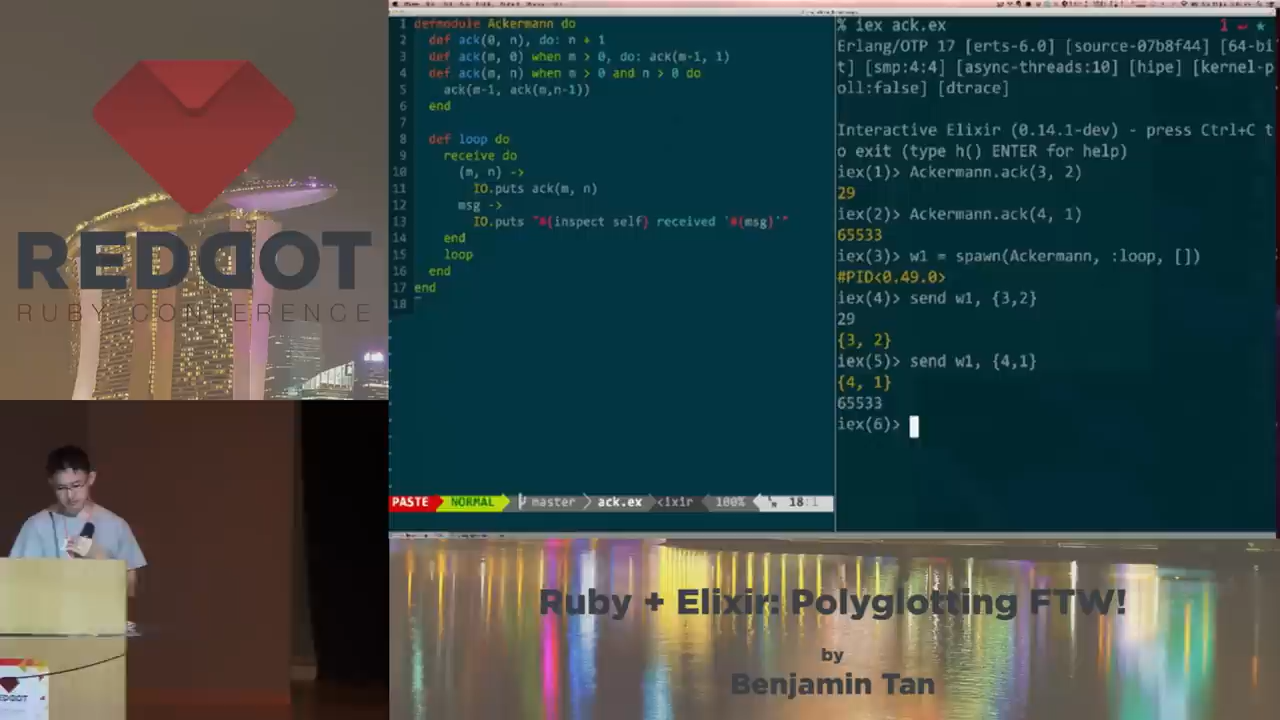 REDDOT
RUBY CONFERENCE
1 defmodule Ackermann do
2 def ack(0, n), do: n + 1
3 def ack(m, 0) when m > 0, do: ack(m-1, 1)
4 def ack(m, n) when m > 0 and n > 0 do
5 ack(m-1, ack(m,n-1))
6 end
7
8 def loop do
9 receive do
10 {m, n} ->
11 IO.puts ack(m, n)
12 msg ->
13 IO.puts "#{inspect self} received '#{msg}'"
14 end
15 loop
16 end
17 end
18
PASTE NORMAL master ack.ex <ixir 100% 18:1
% iex ack.ex 1
Erlang/OTP 17 [erts-6.0] [source-07b8f44] [64-bi
t] [smp:4:4] [async-threads:10] [hipe] [kernel-p
oll:false] [dtrace]
Interactive Elixir (0.14.1-dev) - press Ctrl+C t
o exit (type h() ENTER for help)
iex(1)> Ackermann.ack(3, 2)
29
iex(2)> Ackermann.ack(4, 1)
65533
iex(3)> w1 = spawn(Ackermann, :loop, [])
#PID<0.49.0>
iex(4)> send w1, {3,2}
29
{3, 2}
iex(5)> send w1, {4,1}
{4, 1}
65533
iex(6)>
REDDOT
Ruby + Elixir: Polyglotting FTW!
by
Benjamin Tan